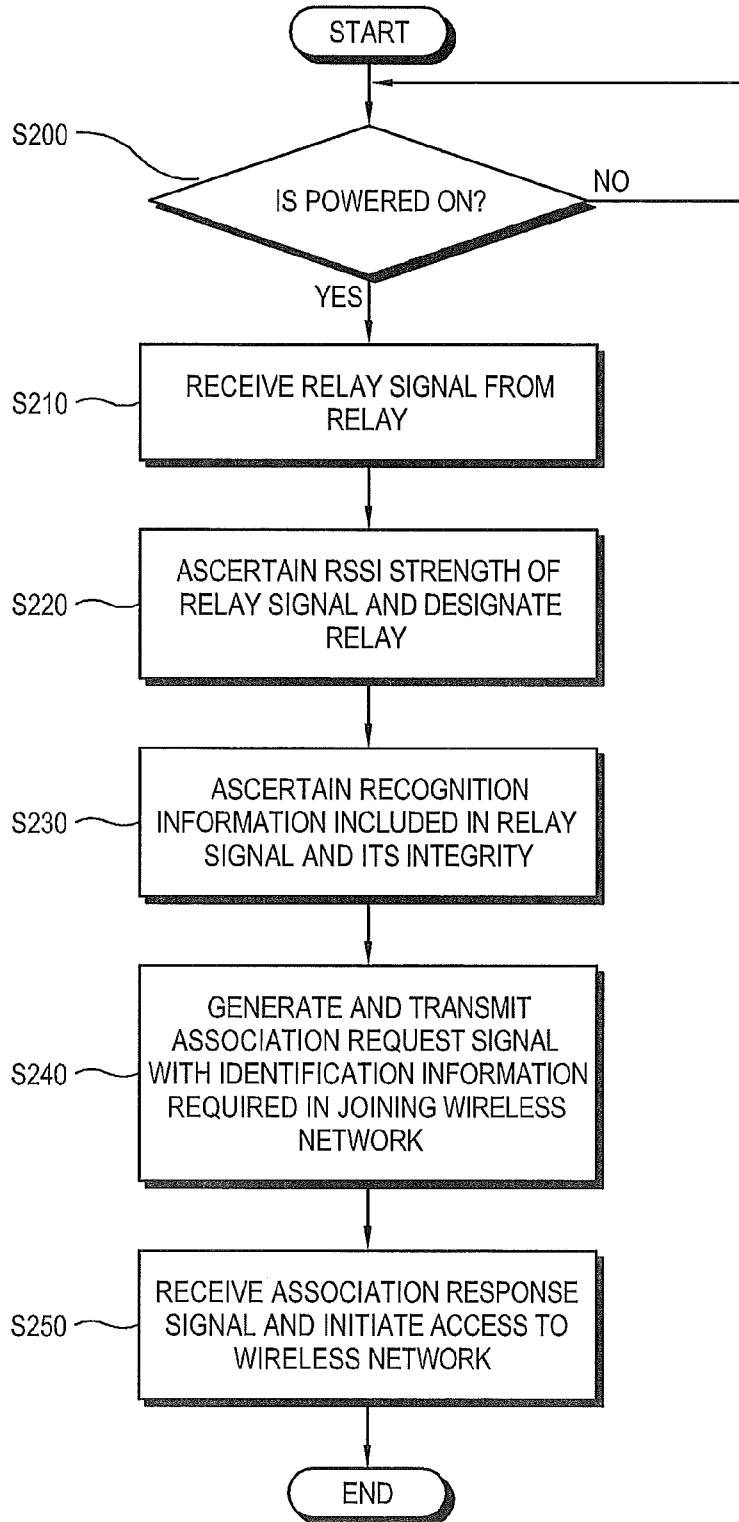 START
S200
IS POWERED ON?
NO
YES
S210
RECEIVE RELAY SIGNAL FROM
RELAY
S220
ASCERTAIN RSSI STRENGTH OF
RELAY SIGNAL AND DESIGNATE
RELAY
S230
ASCERTAIN RECOGNITION
INFORMATION INCLUDED IN RELAY
SIGNAL AND ITS INTEGRITY
S240
GENERATE AND TRANSMIT
ASSOCIATION REQUEST SIGNAL
WITH IDENTIFICATION INFORMATION
REQUIRED IN JOINING WIRELESS
NETWORK
S250
RECEIVE ASSOCIATION RESPONSE
SIGNAL AND INITIATE ACCESS TO
WIRELESS NETWORK
END